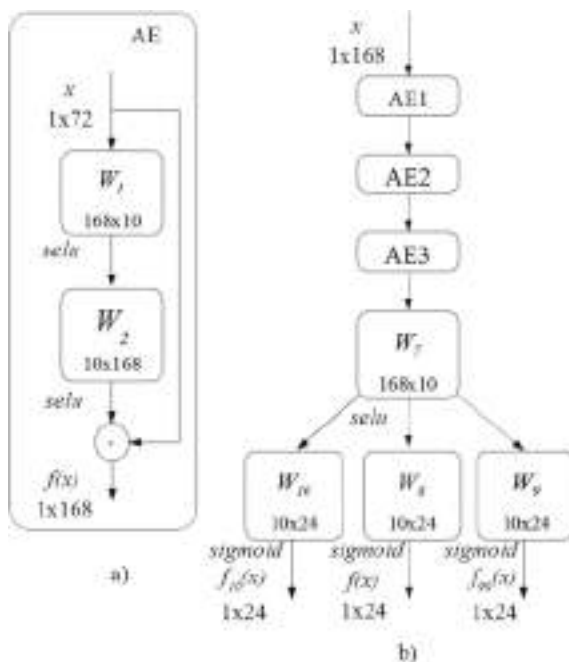 AE
x
1x72
W1
168x10
selu
W2
10x168
selu
f(x)
1x168
a)
x
1x168
AE1
AE2
AE3
W7
168x10
selu
W10 W8 W9
10x24 10x24 10x24
sigmoid sigmoid sigmoid
f10(x) f(x) f90(x)
1x24 1x24 1x24
b)